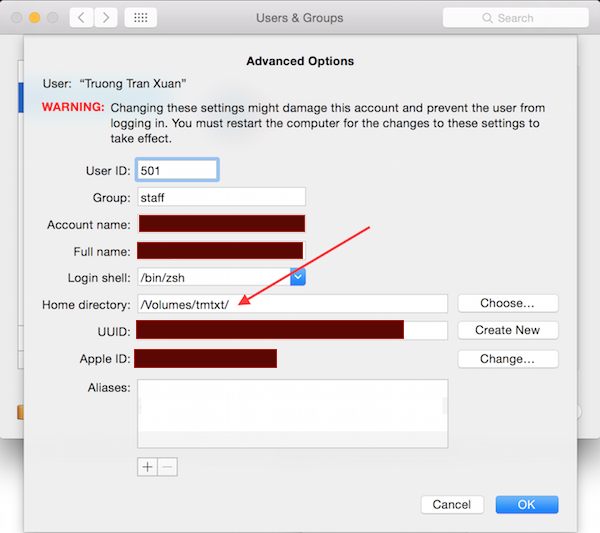 Users & Groups
Search
Advanced Options
User: “Truong Tran Xuan”
WARNING: Changing these settings might damage this account and prevent the user from
logging in. You must restart the computer for the changes to these settings to
take effect.
User ID: 501
Group: staff
Account name:
Full name:
Login shell: /bin/zsh
Home directory: /Volumes/tmtxt/ Choose...
UUID: Create New
Apple ID: Change...
Aliases:
Cancel OK